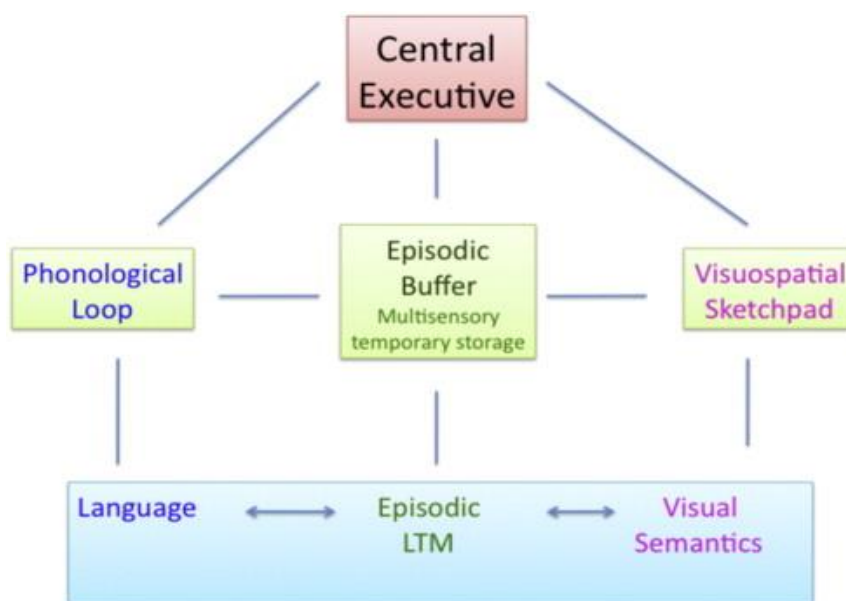 Central
Executive
Phonological
Loop
Episodic
Buffer
Multisensory
temporary storage
Visuospatial
Sketchpad
Language
Episodic
LTM
Visual
Semantics